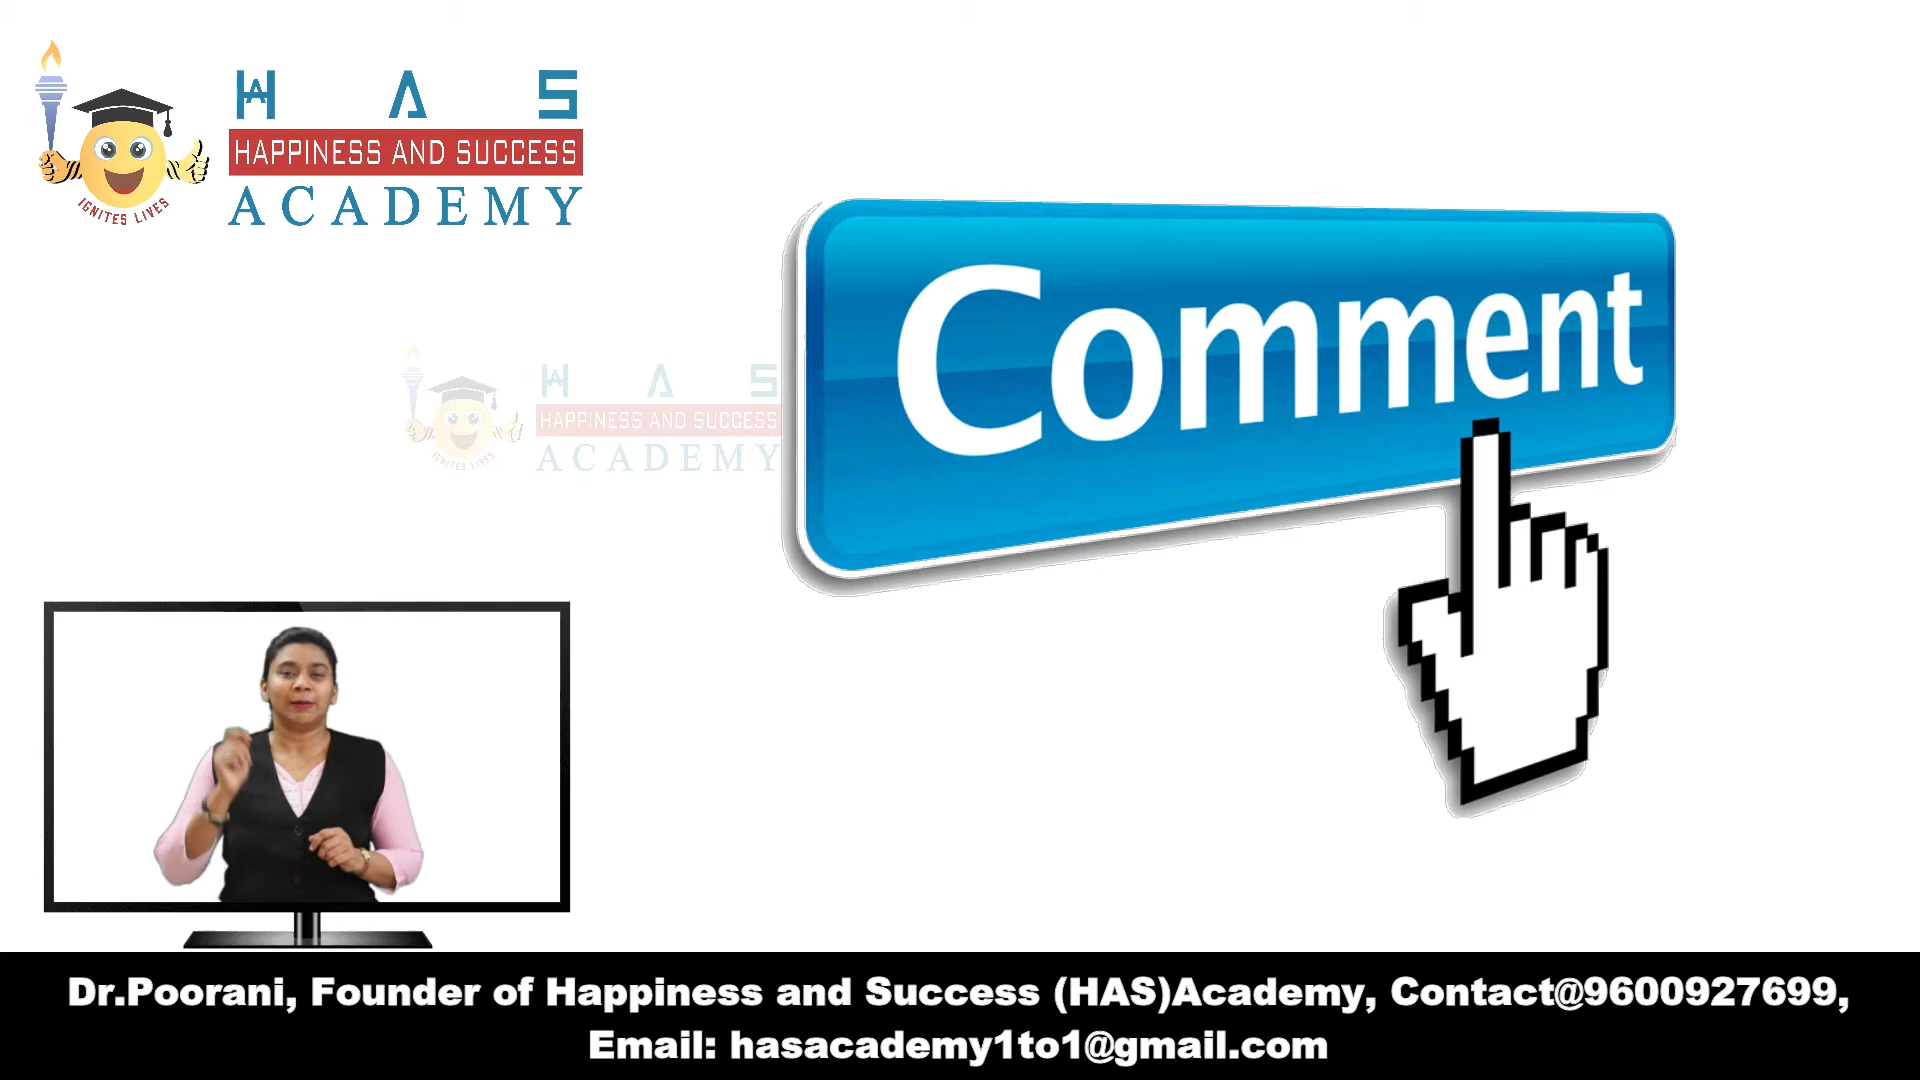 H A S
HAPPINESS AND SUCCESS
ACADEMY
IGNITES LIVES
Comment
H A S
HAPPINESS AND SUCCESS
ACADEMY
IGNITES LIVES
Dr.Poorani, Founder of Happiness and Success (HAS)Academy, Contact@9600927699,
Email: hasacademy1to1@gmail.com